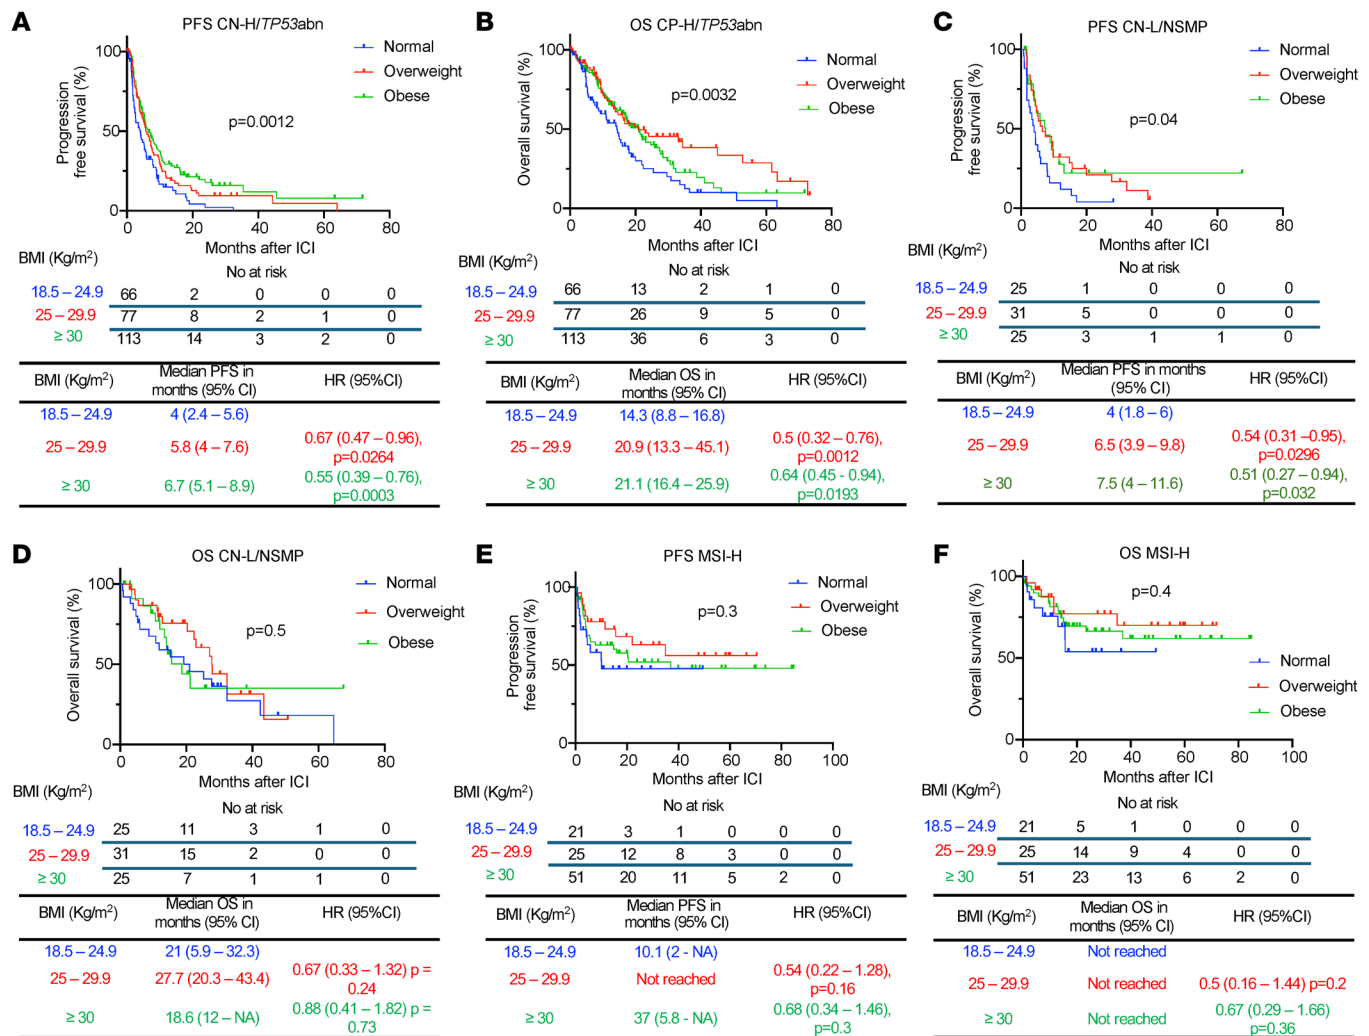 A
PFS CN-H/TP53abn
Progression
free survival (%)
100
50
0
0 20 40 60 80
Months after ICI
Normal
Overweight
Obese
p=0.0012
BMI (Kg/m²)
No at risk
18.5 – 24.9 66 2 0 0 0
25 – 29.9 77 8 2 1 0
≥ 30 113 14 3 2 0
BMI (Kg/m²) Median PFS in months (95% CI) HR (95%CI)
18.5 – 24.9 4 (2.4 – 5.6)
25 – 29.9 5.8 (4 – 7.6) 0.67 (0.47 – 0.96), p=0.0264
≥ 30 6.7 (5.1 – 8.9) 0.55 (0.39 – 0.76), p=0.0003
B
OS CP-H/TP53abn
Overall survival (%)
100
50
0
0 20 40 60 80
Months after ICI
Normal
Overweight
Obese
p=0.0032
BMI (Kg/m²)
No at risk
18.5 – 24.9 66 13 2 1 0
25 – 29.9 77 26 9 5 0
≥ 30 113 36 6 3 0
BMI (Kg/m²) Median OS in months (95% CI) HR (95%CI)
18.5 – 24.9 14.3 (8.8 – 16.8)
25 – 29.9 20.9 (13.3 – 45.1) 0.5 (0.32 – 0.76), p=0.0012
≥ 30 21.1 (16.4 – 25.9) 0.64 (0.45 - 0.94), p=0.0193
C
PFS CN-L/NSMP
Progression
free survival (%)
100
50
0
0 20 40 60 80
Months after ICI
Normal
Overweight
Obese
p=0.04
BMI (Kg/m²)
No at risk
18.5 – 24.9 25 1 0 0 0
25 – 29.9 31 5 0 0 0
≥ 30 25 3 1 1 0
BMI (Kg/m²) Median PFS in months (95% CI) HR (95%CI)
18.5 – 24.9 4 (1.8 – 6)
25 – 29.9 6.5 (3.9 – 9.8) 0.54 (0.31 –0.95), p=0.0296
≥ 30 7.5 (4 – 11.6) 0.51 (0.27 – 0.94), p=0.032
D
OS CN-L/NSMP
Overall survival (%)
100
50
0
0 20 40 60 80
Months after ICI
Normal
Overweight
Obese
p=0.5
BMI (Kg/m²)
No at risk
18.5 – 24.9 25 11 3 1 0
25 – 29.9 31 15 2 0 0
≥ 30 25 7 1 1 0
BMI (Kg/m²) Median OS in months (95% CI) HR (95%CI)
18.5 – 24.9 21 (5.9 – 32.3)
25 – 29.9 27.7 (20.3 – 43.4) 0.67 (0.33 – 1.32) p = 0.24
≥ 30 18.6 (12 – NA) 0.88 (0.41 – 1.82) p = 0.73
E
PFS MSI-H
Progression
free survival (%)
100
50
0
0 20 40 60 80 100
Months after ICI
Normal
Overweight
Obese
p=0.3
BMI (Kg/m²)
No at risk
18.5 – 24.9 21 3 1 0 0 0
25 – 29.9 25 12 8 3 0 0
≥ 30 51 20 11 5 2 0
BMI (Kg/m²) Median PFS in months (95% CI) HR (95%CI)
18.5 – 24.9 10.1 (2 - NA)
25 – 29.9 Not reached 0.54 (0.22 – 1.28), p=0.16
≥ 30 37 (5.8 - NA) 0.68 (0.34 – 1.46), p=0.3
F
OS MSI-H
Overall survival (%)
100
50
0
0 20 40 60 80 100
Months after ICI
p=0.4
Normal
Overweight
Obese
BMI (Kg/m²)
No at risk
18.5 – 24.9 21 5 1 0 0 0
25 – 29.9 25 14 9 4 0 0
≥ 30 51 23 13 6 2 0
BMI (Kg/m²) Median OS in months (95% CI) HR (95%CI)
18.5 – 24.9 Not reached
25 – 29.9 Not reached 0.5 (0.16 – 1.44) p=0.2
≥ 30 Not reached 0.67 (0.29 – 1.66) p=0.36